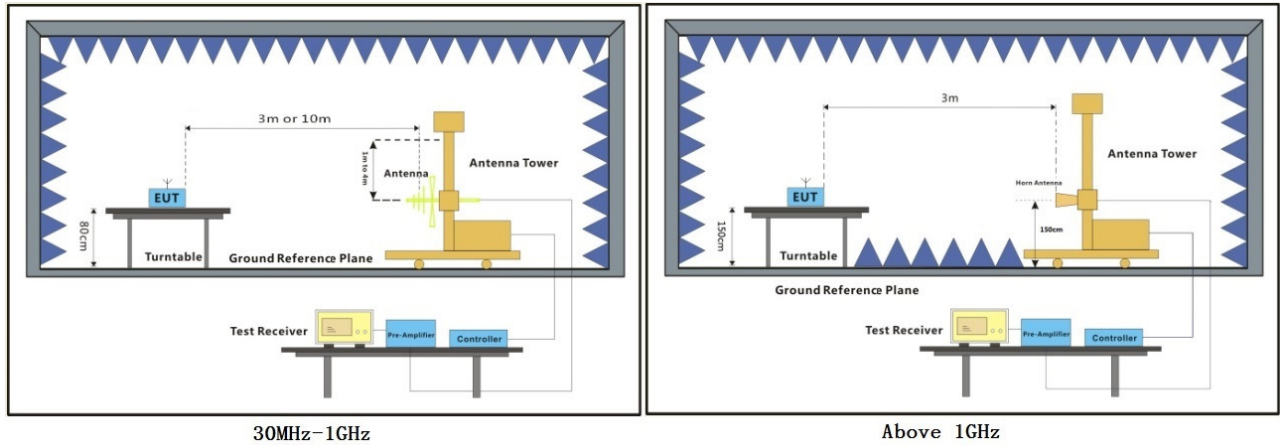 3m or 10m
1m to 4m
Antenna
Antenna Tower
EUT
80cm
Turntable
Ground Reference Plane
Test Receiver
Pre-Amplifier
Controller
30MHz-1GHz
3m
Antenna Tower
Horn Antenna
EUT
150cm
150cm
Turntable
Ground Reference Plane
Test Receiver
Pre-Amplifier
Controller
Above 1GHz